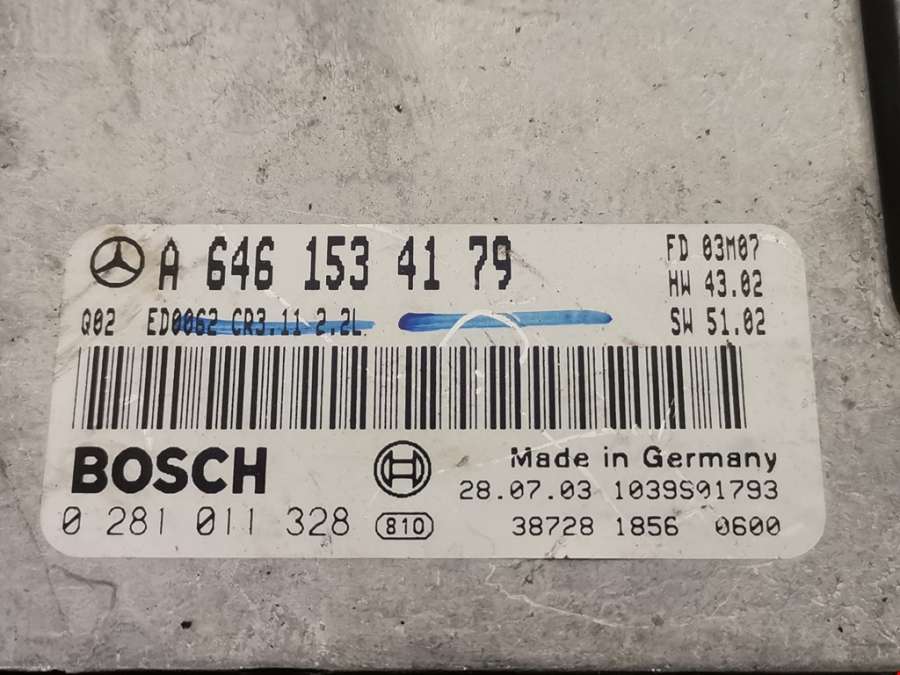 A 646 153 41 79
FD 03M07
HW 43.02
Q02 ED0062 CR3.11 2.2L
SW 51.02
BOSCH
Made in Germany
28.07.03 1039S01793
0 281 011 328 810
38728 1856 0600